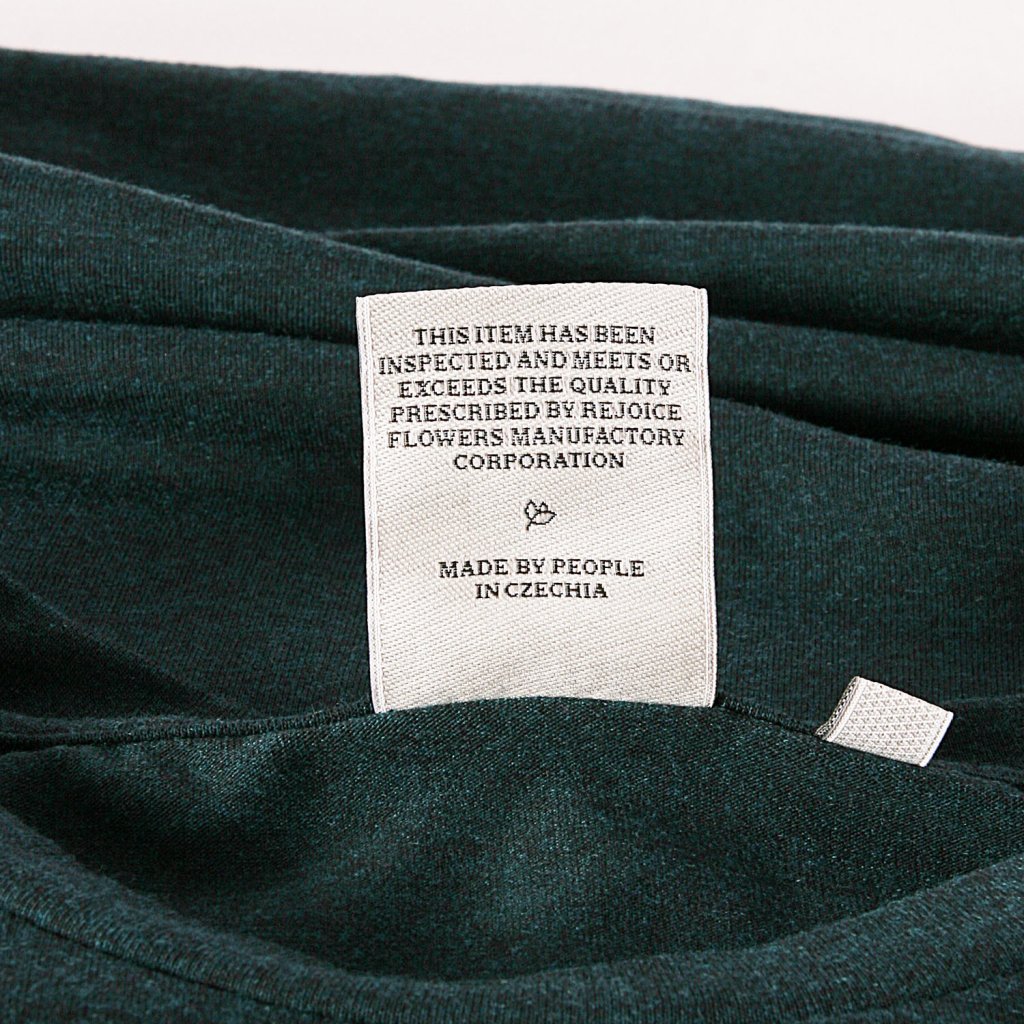 THIS ITEM HAS BEEN
INSPECTED AND MEETS OR
EXCEEDS THE QUALITY
PRESCRIBED BY REJOICE
FLOWERS MANUFACTORY
CORPORATION
MADE BY PEOPLE
IN CZECHIA